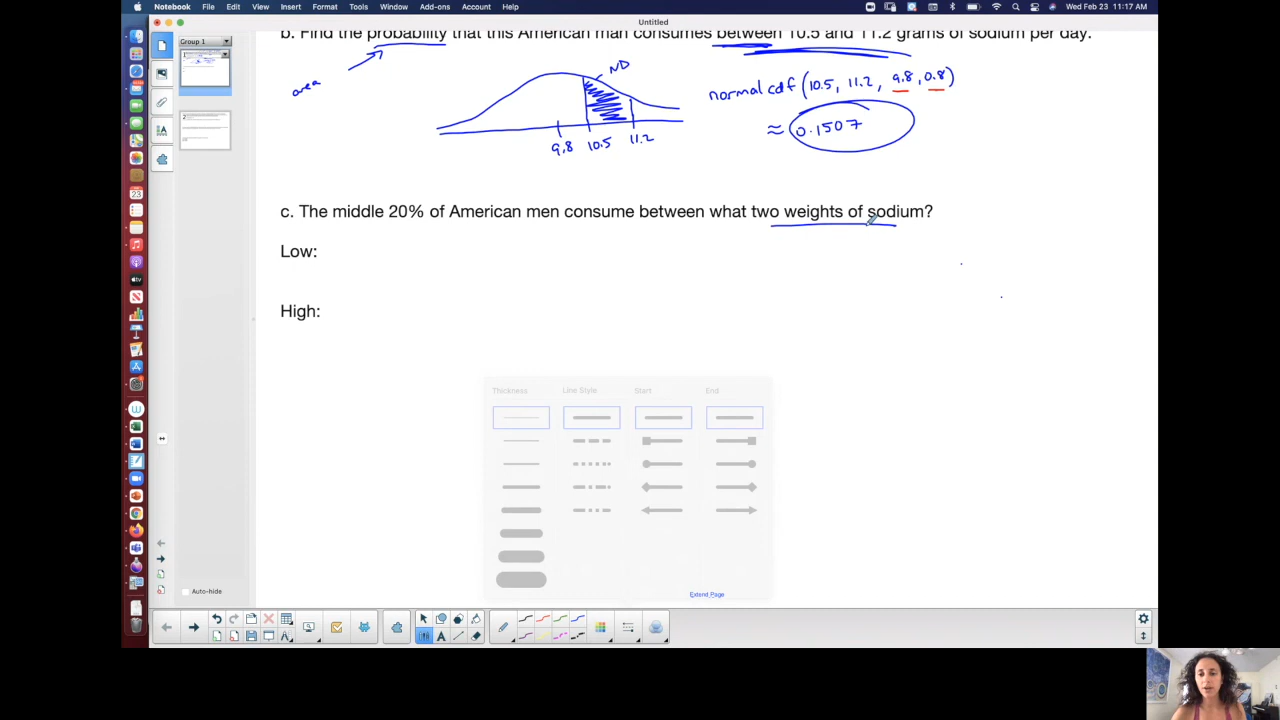 Notebook File Edit View Insert Format Tools Window Add-ons Account Help
Wed Feb 23 11:17 AM
Untitled
Group 1
b. Find the probability that this American man consumes between 10.5 and 11.2 grams of sodium per day.
area
ND
9.8 10.5 11.2
normal cdf (10.5, 11.2, 9.8, 0.8)
≈ 0.1507
c. The middle 20% of American men consume between what two weights of sodium?
Low:
High:
Thickness Line Style Start End
Extend Page
Auto-hide